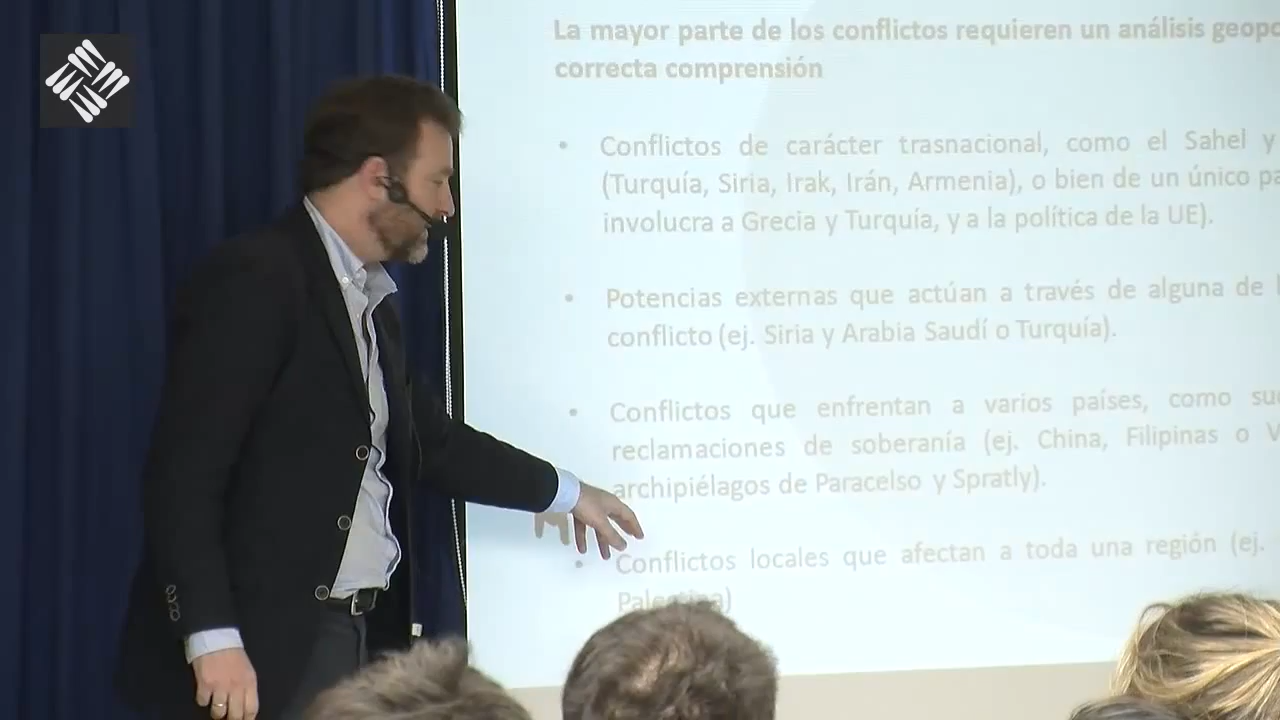 La mayor parte de los conflictos requieren un análisis
correcta comprensión
• Conflictos de carácter trasnacional, como el Sahel y
(Turquía, Siria, Irak, Irán, Armenia), o bien de un único
involucra a Grecia y Turquía, y a la política de la UE).
• Potencias externas que actúan a través de alguna de
conflicto (ej. Siria y Arabia Saudí o Turquía).
• Conflictos que enfrentan a varios países, como
reclamaciones de soberanía (ej. China, Filipinas o
archipiélagos de Paracelso y Spratly).
• Conflictos locales que afectan a toda una región (ej.